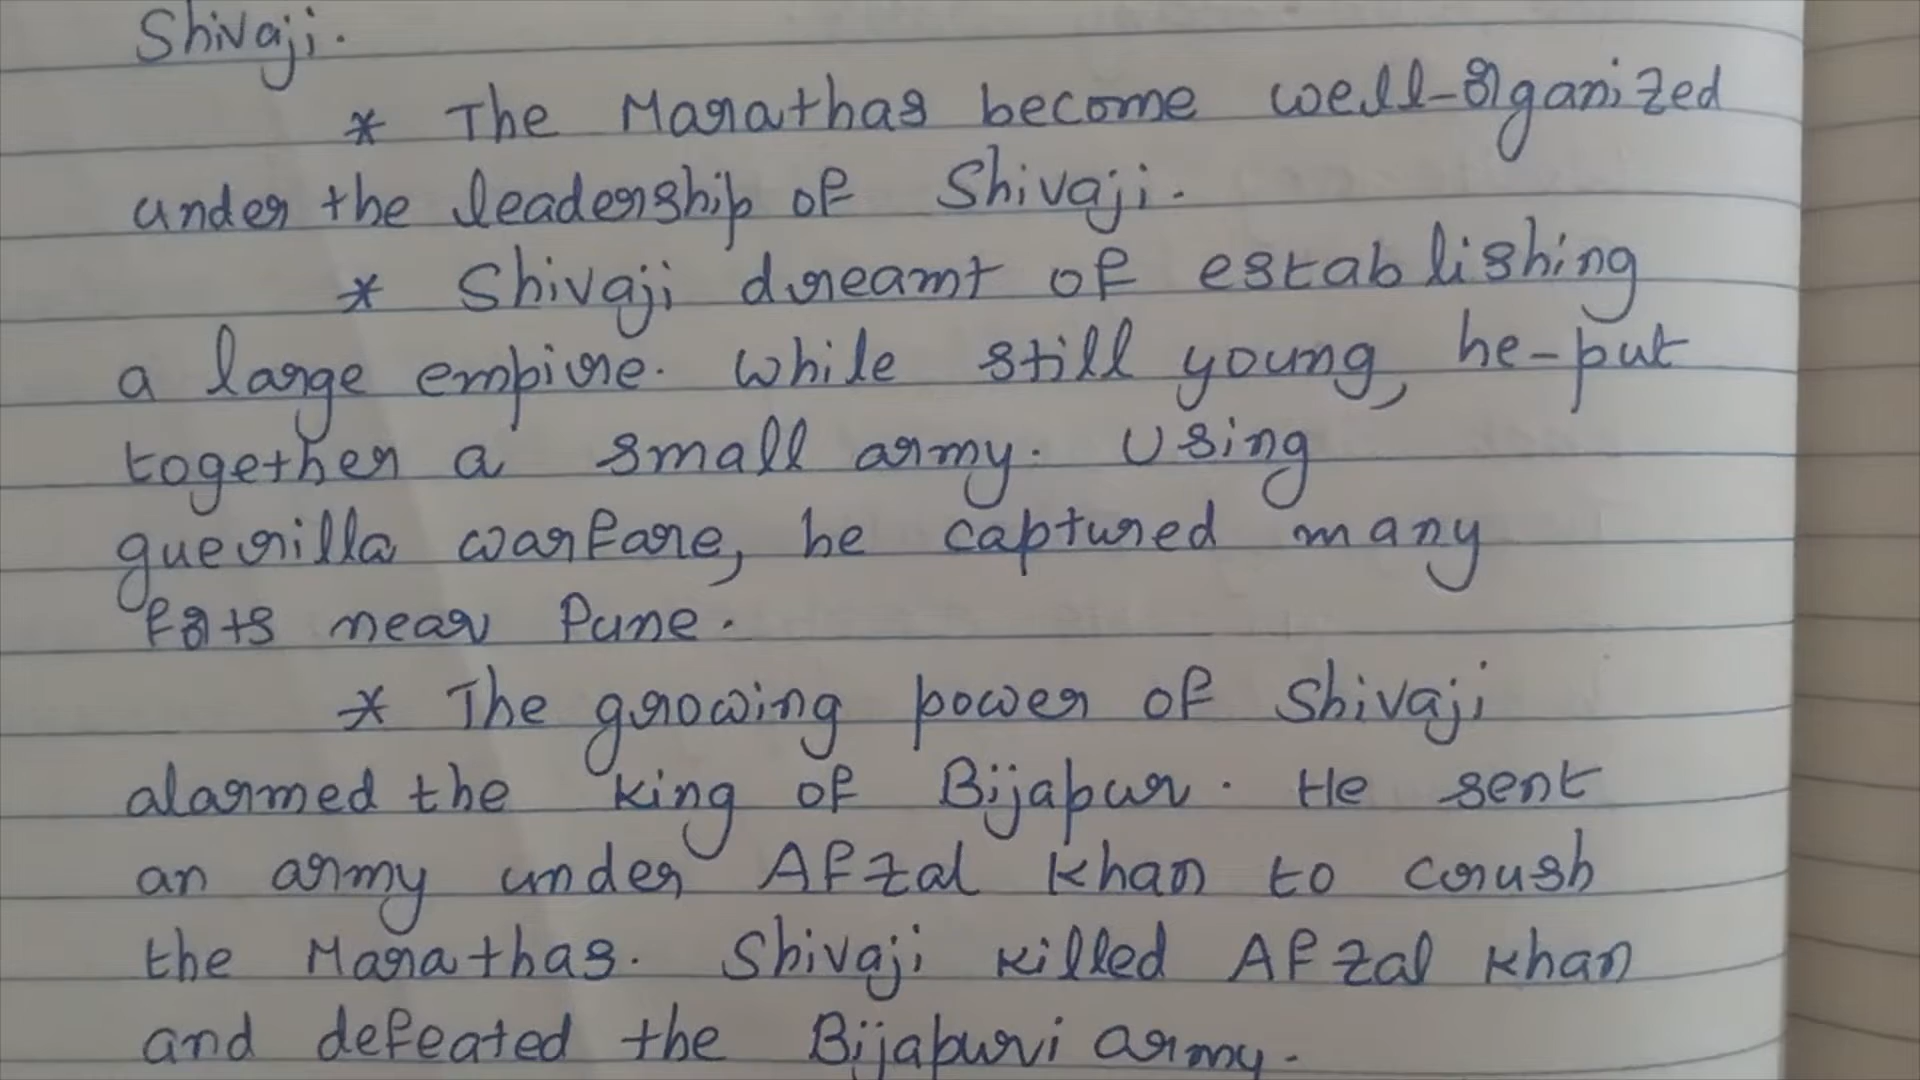 Shivaji.
* The Marathas become well-organized
under the leadership of Shivaji.
* Shivaji dreamt of establishing
a large empire. While still young, he-put
together a small army. Using
guerilla warfare, he captured many
forts near Pune.
* The growing power of Shivaji
alarmed the king of Bijapur. He sent
an army under Afzal Khan to crush
the Marathas. Shivaji killed Afzal Khan
and defeated the Bijapuri army.